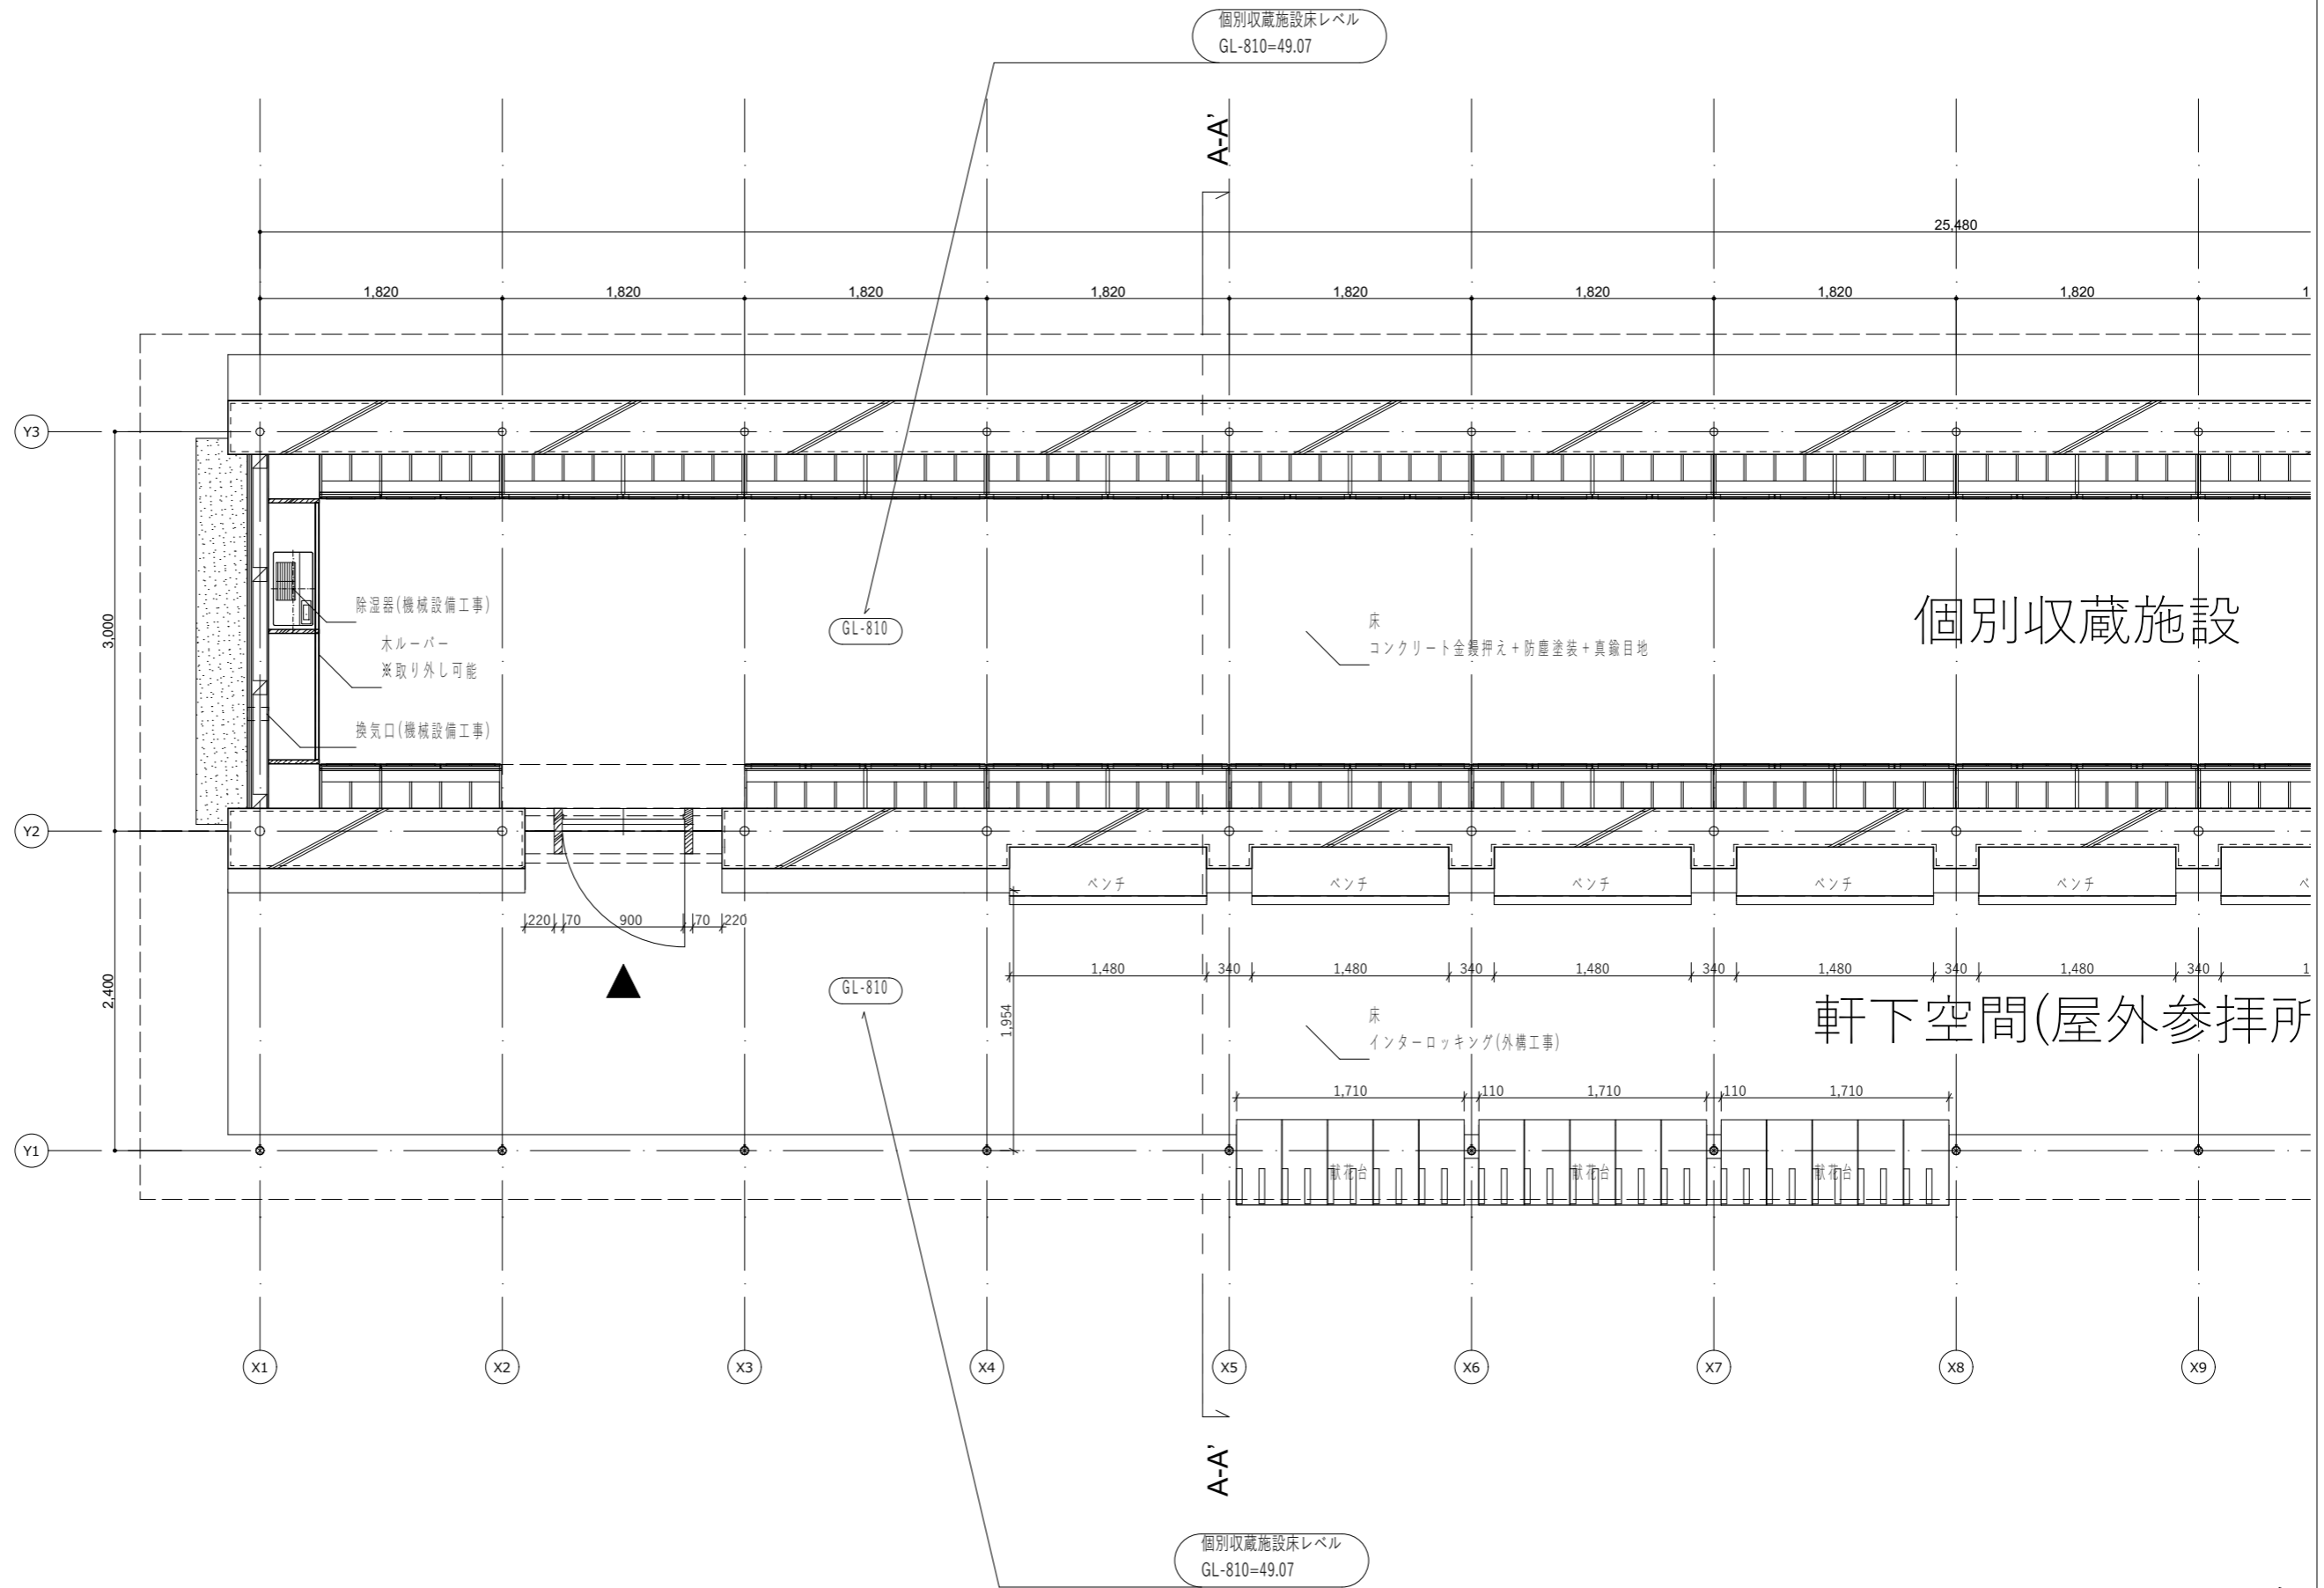 個別収蔵施設床レベル
GL-810=49.07
A-A'
25,480
1,820 1,820 1,820 1,820 1,820 1,820 1,820 1,820 1
Y3
3,000
除湿器(機械設備工事)
木ルーバー
※取り外し可能
換気口(機械設備工事)
GL-810
床
コンクリート金鏝押え+防塵塗装+真鍮目地
個別収蔵施設
Y2
ベンチ ベンチ ベンチ ベンチ ベンチ
220 70 900 70 220
1,480 340 1,480 340 1,480 340 1,480 340 1,480 340 1
2,400
GL-810
1,954
床
インターロッキング(外構工事)
軒下空間(屋外参拝所
1,710 110 1,710 110 1,710
Y1
献花台 献花台 献花台
X1 X2 X3 X4 X5 X6 X7 X8 X9
A-A'
個別収蔵施設床レベル
GL-810=49.07